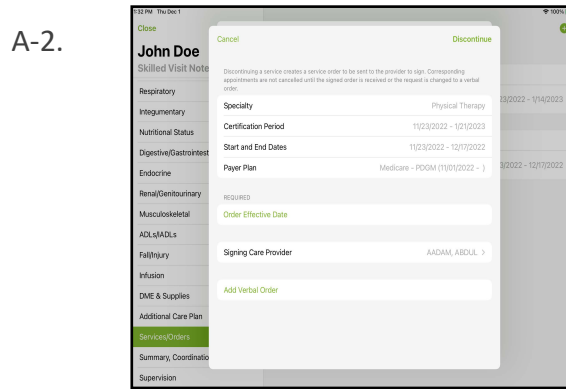 A-2.
1:32 PM Thu Dec 1
100%
Close
John Doe
Skilled Visit Note
Respiratory
Integumentary
Nutritional Status
Digestive/Gastrointest
Endocrine
Renal/Genitourinary
Musculoskeletal
ADLs/IADLs
Fall/Injury
Infusion
DME & Supplies
Additional Care Plan
Services/Orders
Summary, Coordinatio
Supervision
Cancel
Discontinue
Discontinuing a service creates a service order to be sent to the provider to sign. Corresponding
appointments are not cancelled until the signed order is received or the request is changed to a verbal
order.
Specialty Physical Therapy
Certification Period 11/23/2022 - 1/21/2023
Start and End Dates 11/23/2022 - 12/17/2022
Payer Plan Medicare - PDGM (11/01/2022 - )
REQUIRED
Order Effective Date
Signing Care Provider AADAM, ABDUL >
Add Verbal Order
23/2022 - 1/14/2023
3/2022 - 12/17/2022